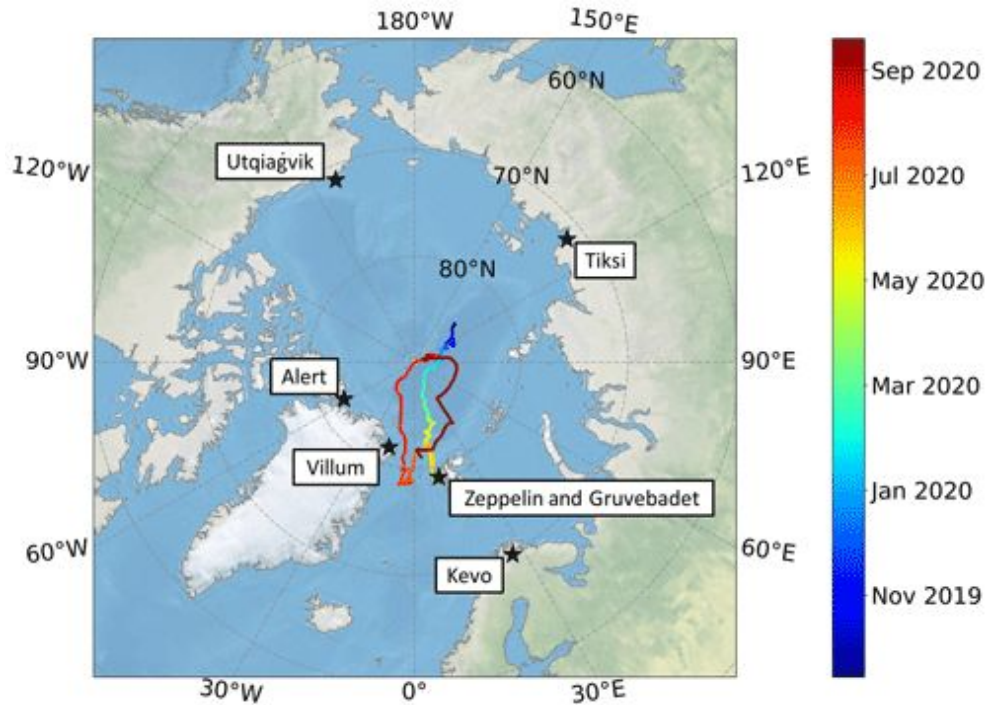 180°W
150°E
60°N
Sep 2020
Utqiaġvik
120°W
70°N
120°E
Jul 2020
Tiksi
80°N
May 2020
90°W
90°E
Alert
Mar 2020
Villum
Zeppelin and Gruvebadet
Jan 2020
60°W
60°E
Kevo
Nov 2019
30°W
0°
30°E